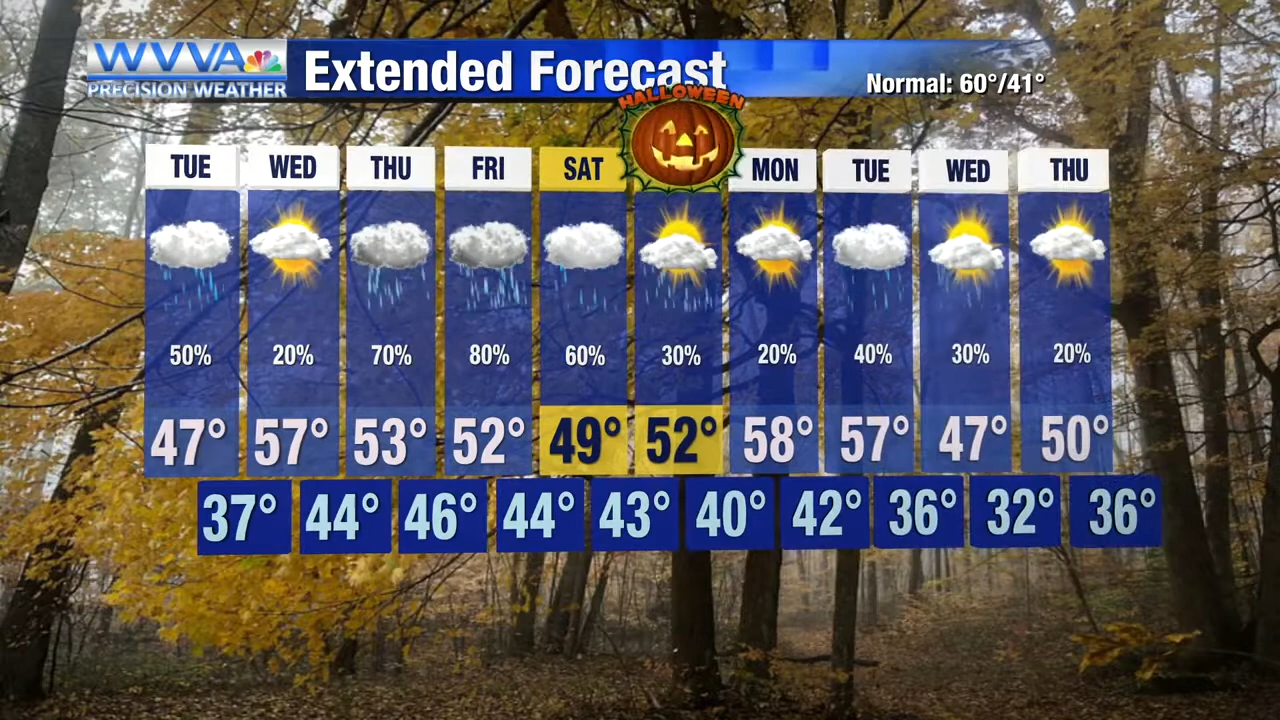 WVVA
PRECISION WEATHER
Extended Forecast
Normal: 60°/41°
HALLOWEEN
TUE WED THU FRI SAT MON TUE WED THU
50% 20% 70% 80% 60% 30% 20% 40% 30% 20%
47° 57° 53° 52° 49° 52° 58° 57° 47° 50°
37° 44° 46° 44° 43° 40° 42° 36° 32° 36°